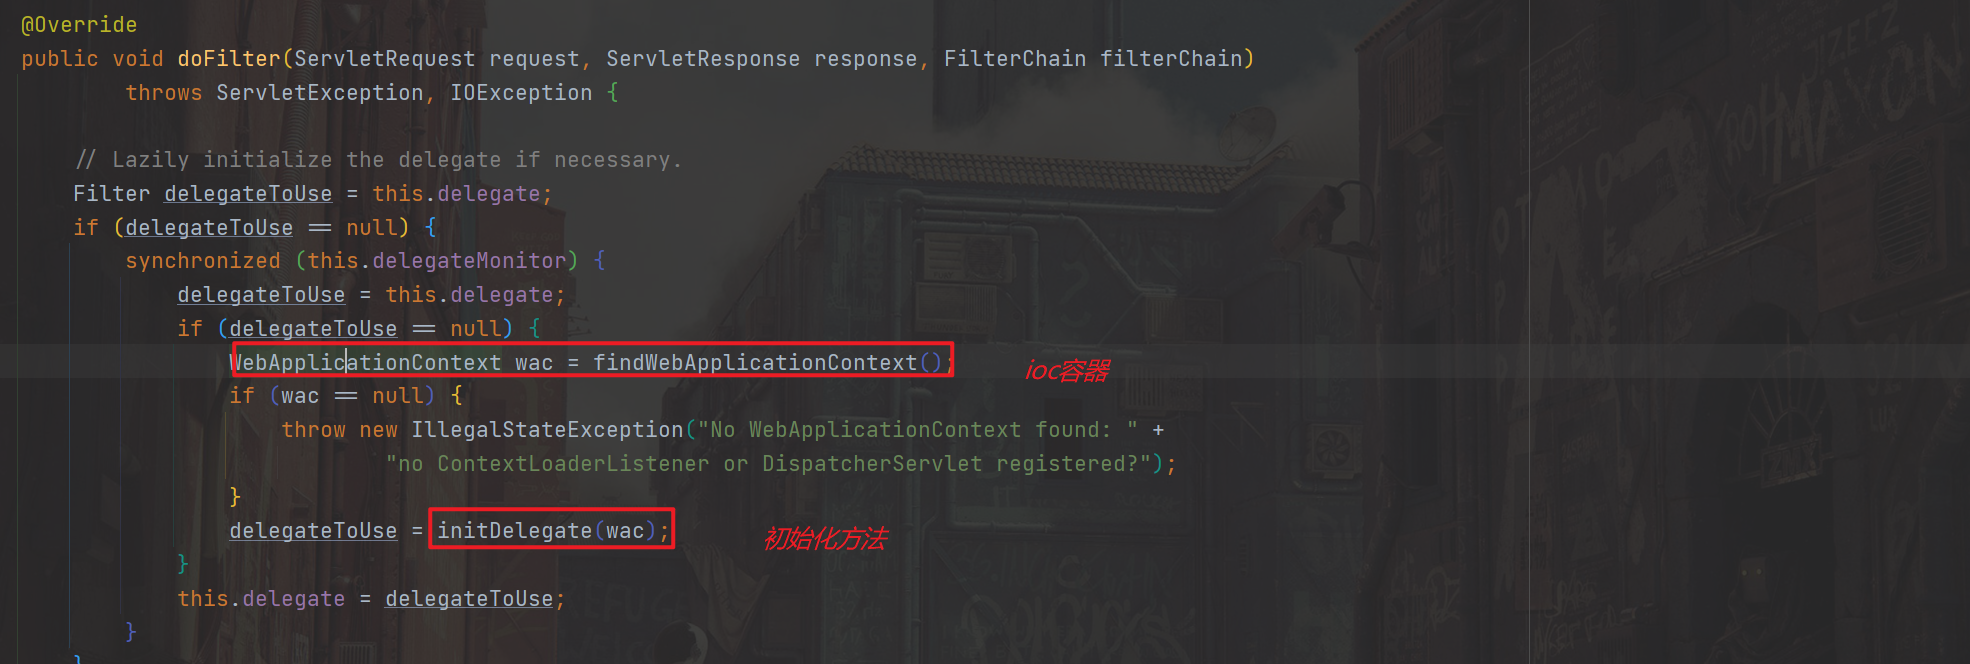 @Override
public void doFilter(ServletRequest request, ServletResponse response, FilterChain filterChain)
throws ServletException, IOException {
// Lazily initialize the delegate if necessary.
Filter delegateToUse = this.delegate;
if (delegateToUse == null) {
synchronized (this.delegateMonitor) {
delegateToUse = this.delegate;
if (delegateToUse == null) {
WebApplicationContext wac = findWebApplicationContext(); ioc容器
if (wac == null) {
throw new IllegalStateException("No WebApplicationContext found: " +
"no ContextLoaderListener or DispatcherServlet registered?");
}
delegateToUse = initDelegate(wac); 初始化方法
}
this.delegate = delegateToUse;
}
}